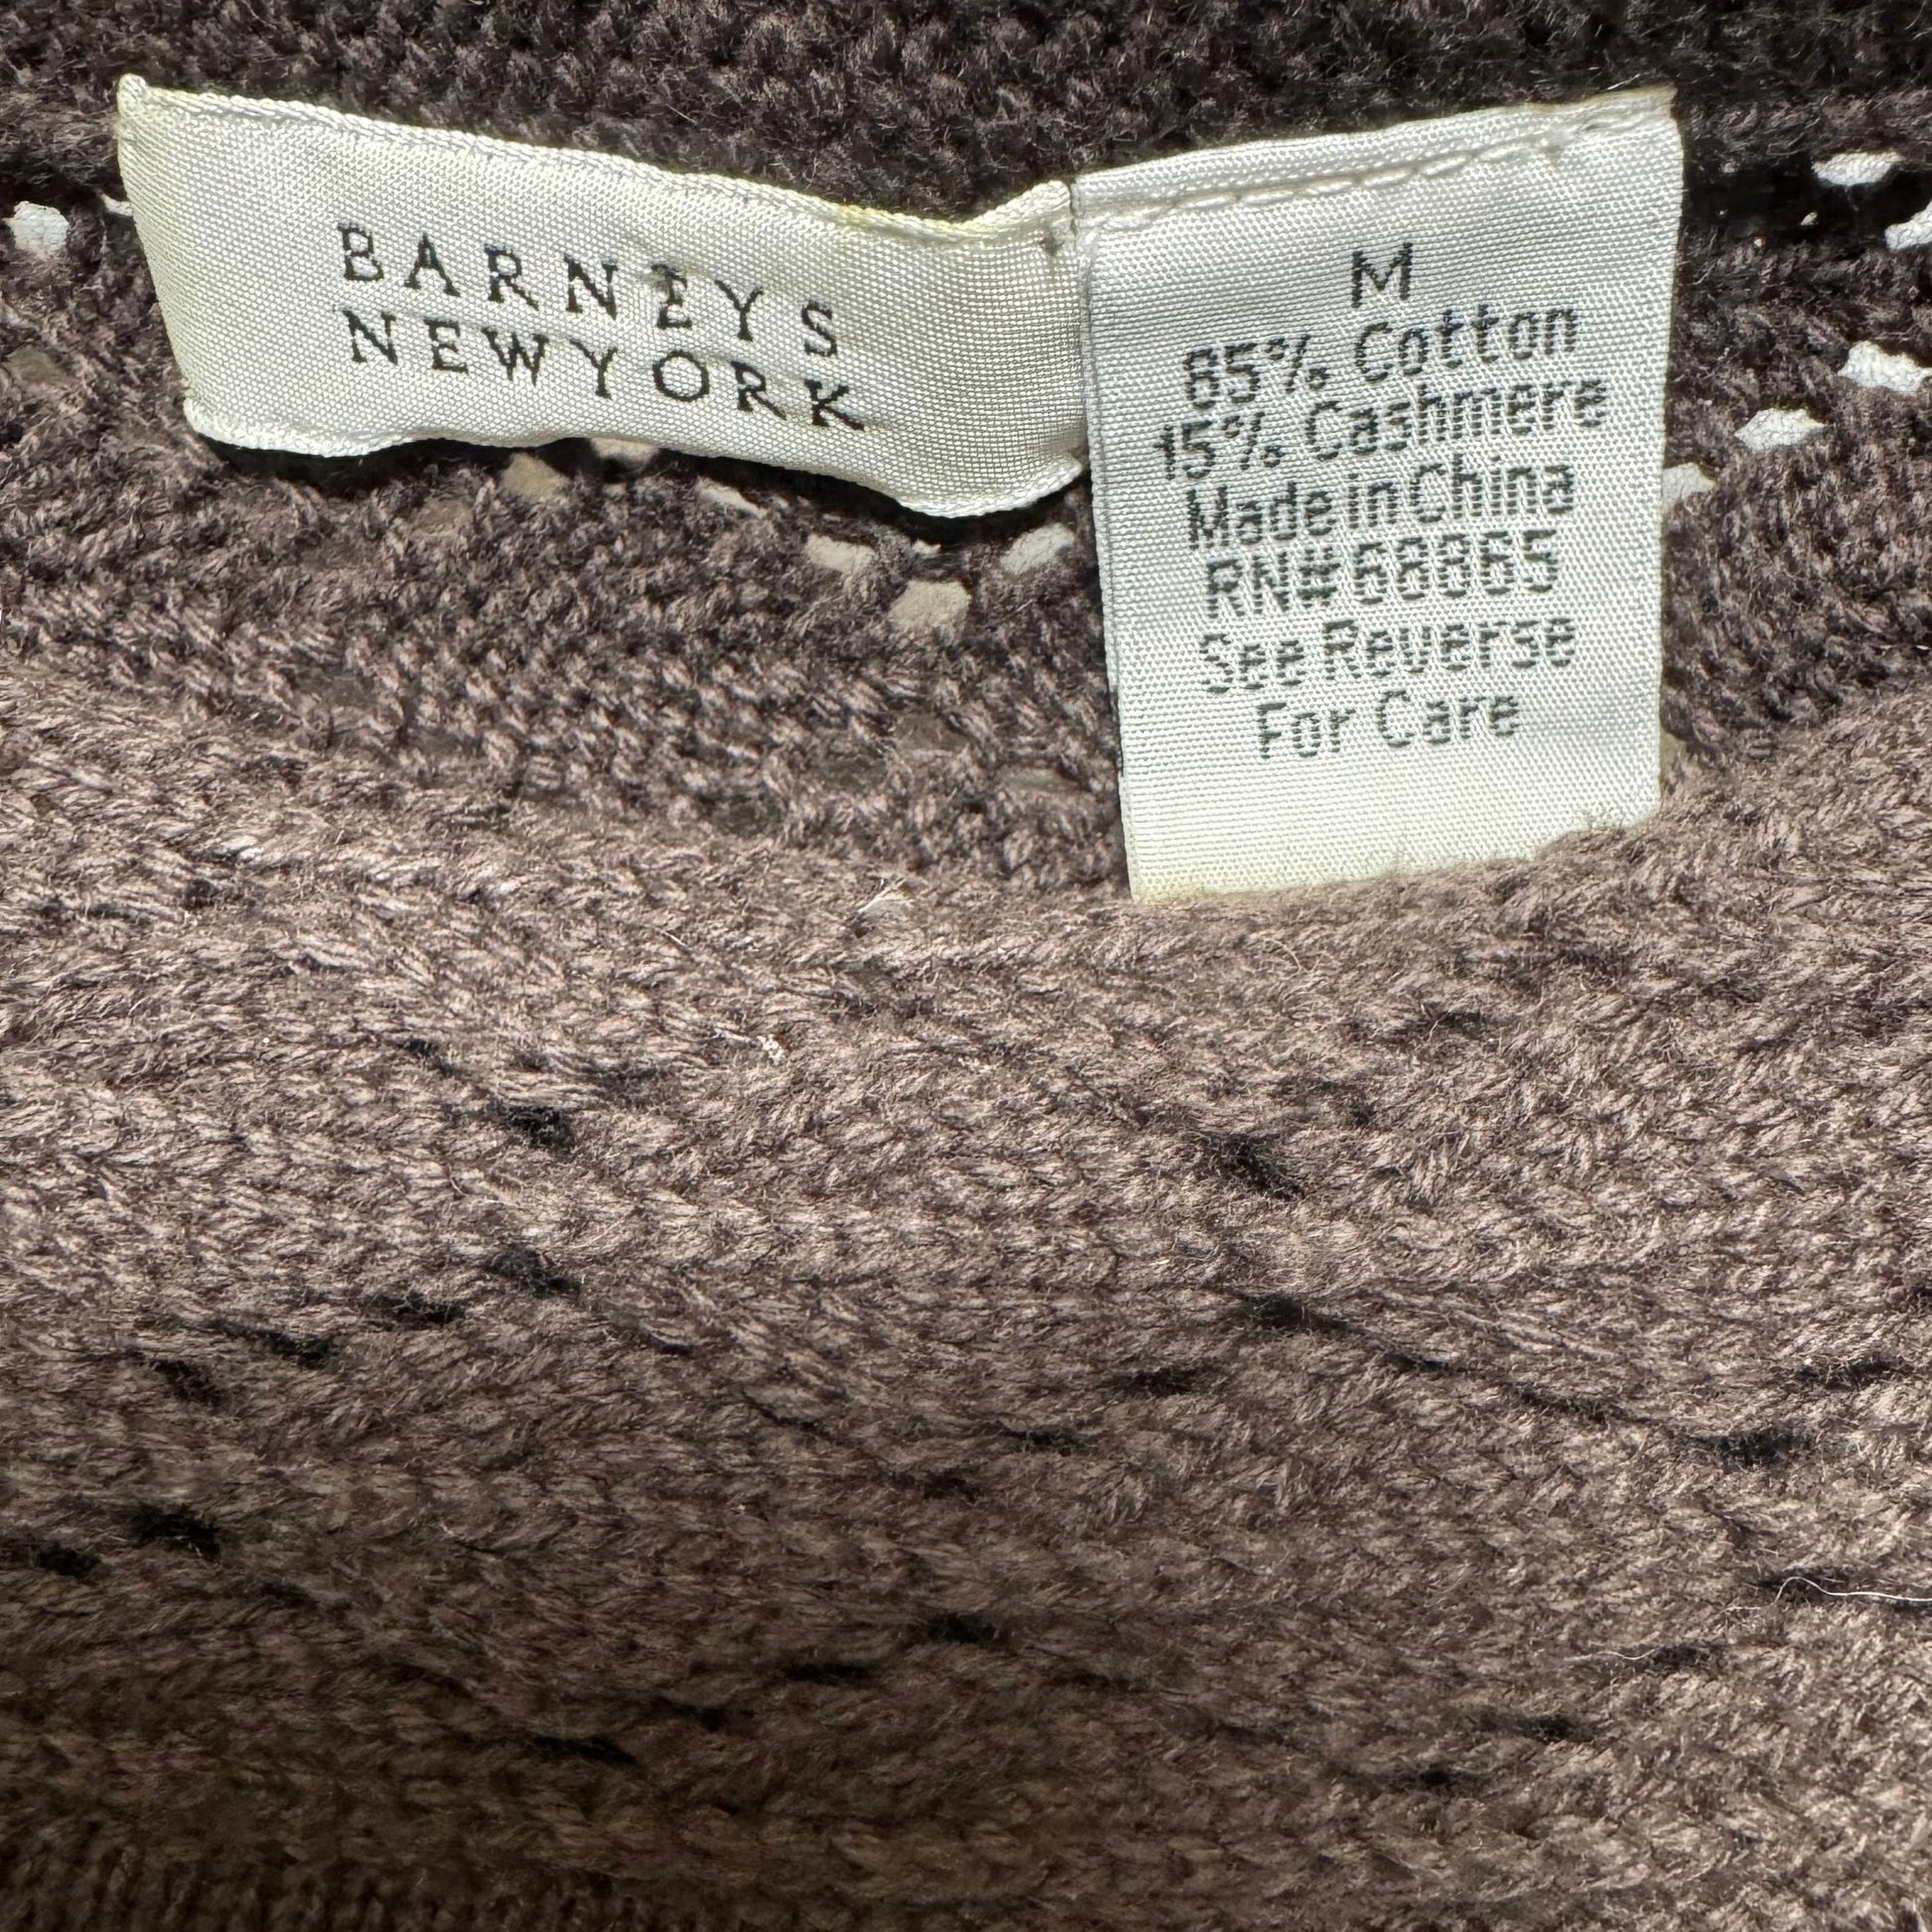 BARNEYS
NEWYORK
M
85% Cotton
15% Cashmere
Made in China
RN#68865
See Reverse
For Care